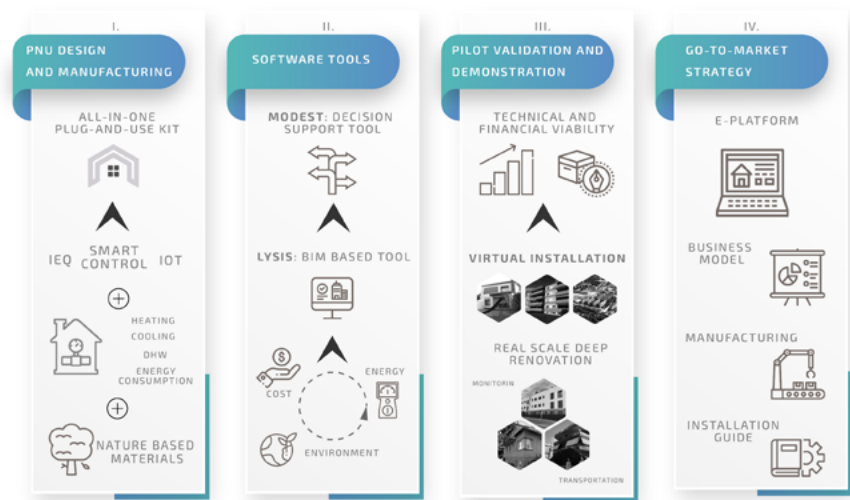 I.
PNU DESIGN
AND MANUFACTURING
ALL-IN-ONE
PLUG-AND-USE KIT
IEQ
SMART
CONTROL
IOT
HEATING
COOLING
DHW
ENERGY
CONSUMPTION
NATURE BASED
MATERIALS
II.
SOFTWARE TOOLS
MODEST: DECISION
SUPPORT TOOL
LYSIS: BIM BASED TOOL
COST
ENERGY
ENVIRONMENT
III.
PILOT VALIDATION AND
DEMONSTRATION
TECHNICAL AND
FINANCIAL VIABILITY
VIRTUAL INSTALLATION
REAL SCALE DEEP
RENOVATION
MONITORIN
TRANSPORTATION
IV.
GO-TO-MARKET
STRATEGY
E-PLATFORM
BUSINESS
MODEL
MANUFACTURING
INSTALLATION
GUIDE